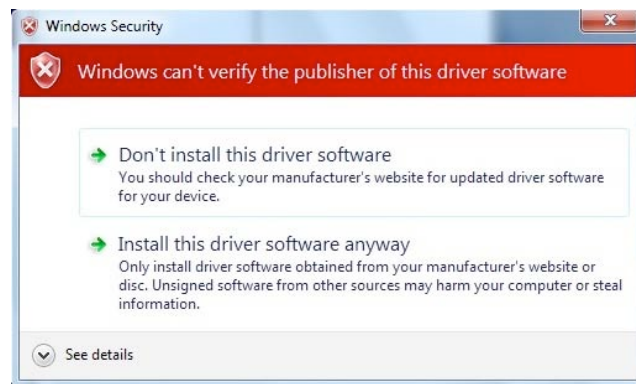 Windows Security
Windows can't verify the publisher of this driver software
Don't install this driver software
You should check your manufacturer's website for updated driver software
for your device.
Install this driver software anyway
Only install driver software obtained from your manufacturer's website or
disc. Unsigned software from other sources may harm your computer or steal
information.
See details